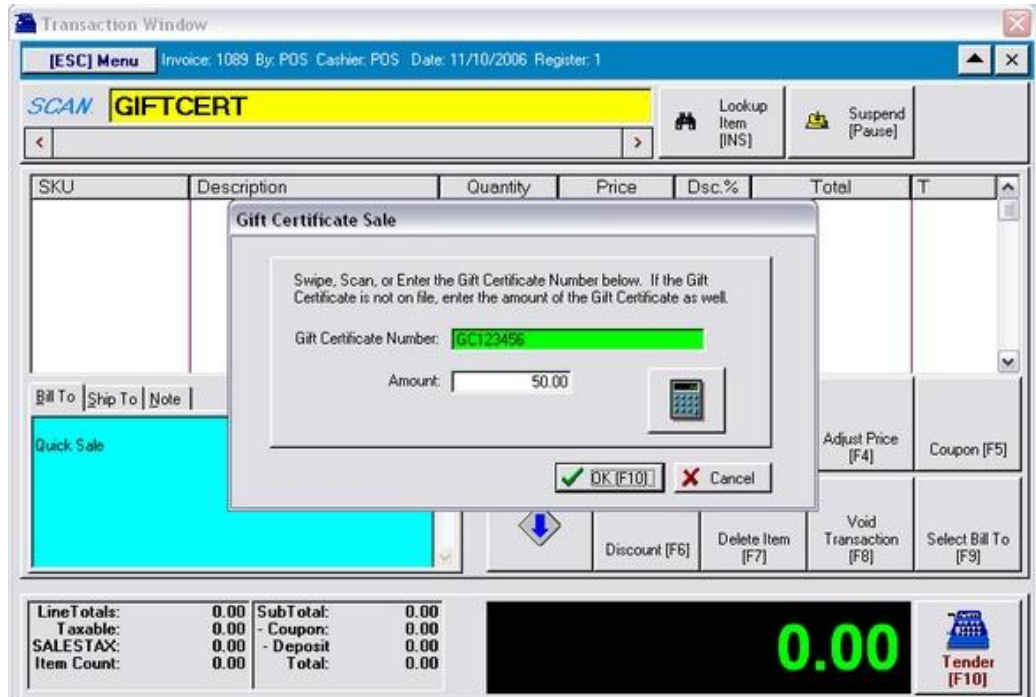 Transaction Window
[ESC] Menu Invoice: 1089 By: POS Cashier: POS Date: 11/10/2006 Register: 1
SCAN GIFTCERT
Lookup Item [INS]
Suspend [Pause]
SKU Description Quantity Price Dsc.% Total T
Gift Certificate Sale
Swipe, Scan, or Enter the Gift Certificate Number below. If the Gift
Certificate is not on file, enter the amount of the Gift Certificate as well.
Gift Certificate Number: GC123456
Amount: 50.00
OK [F10] Cancel
Bill To Ship To Note
Quick Sale
Adjust Price [F4]
Coupon [F5]
Discount [F6]
Delete Item [F7]
Void Transaction [F8]
Select Bill To [F9]
LineTotals: 0.00 SubTotal: 0.00
Taxable: 0.00 - Coupon: 0.00
SALESTAX: 0.00 - Deposit 0.00
Item Count: 0.00 Total: 0.00
0.00
Tender [F10]